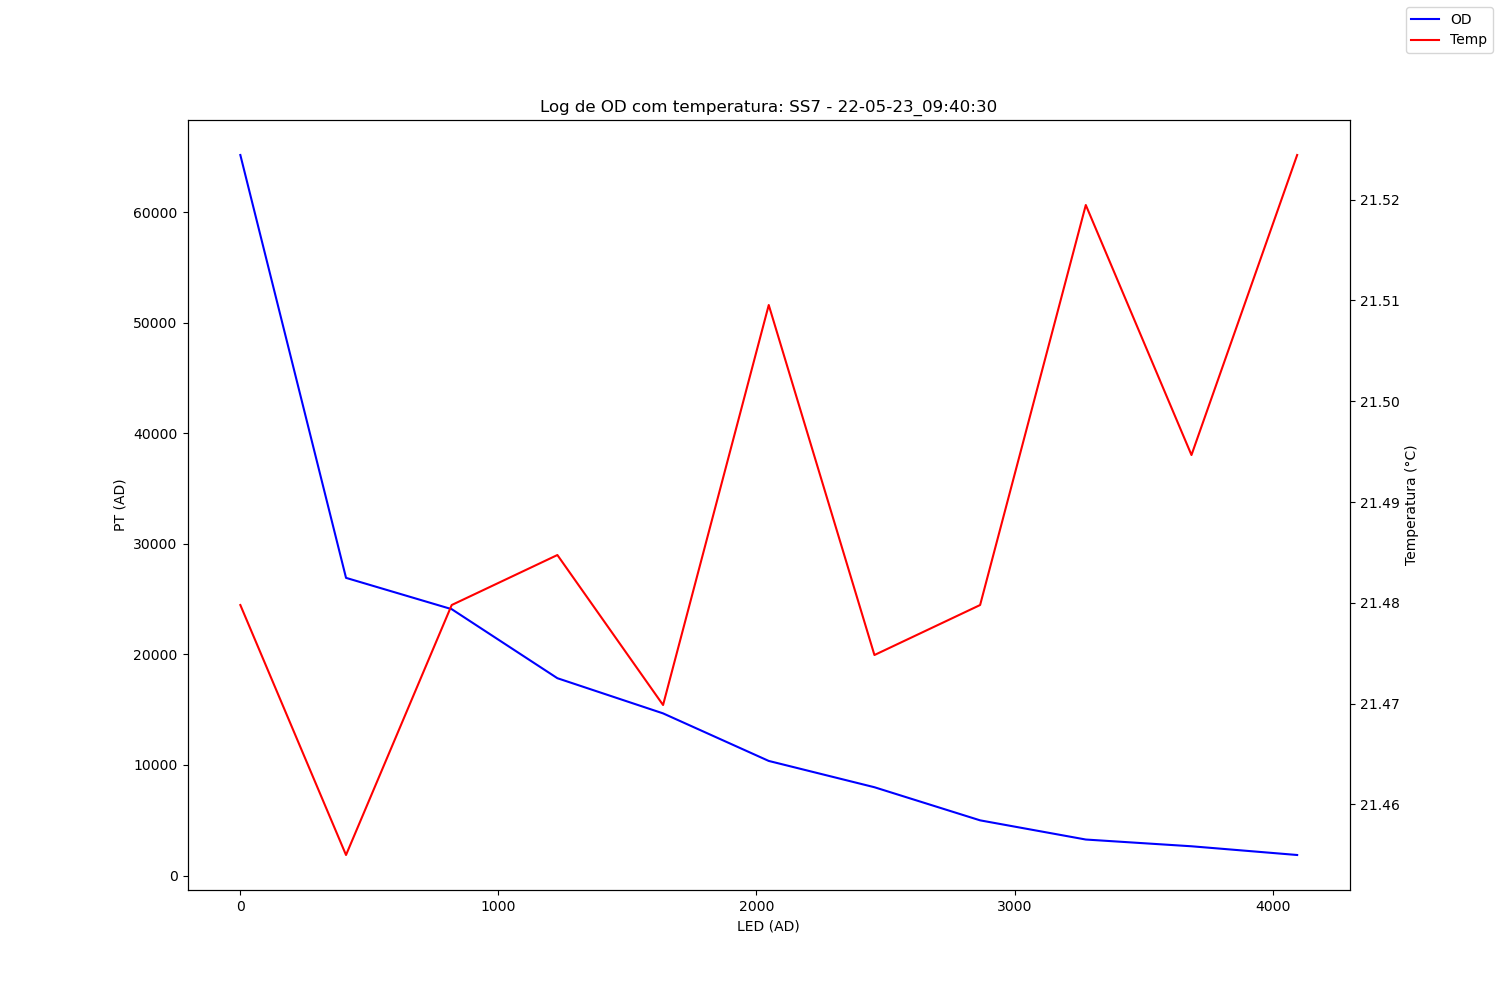 OD
Temp
Log de OD com temperatura: SS7 - 22-05-23_09:40:30
60000
50000
40000
30000
20000
10000
0
PT (AD)
21.52
21.51
21.50
21.49
21.48
21.47
21.46
Temperatura (°C)
0 1000 2000 3000 4000
LED (AD)